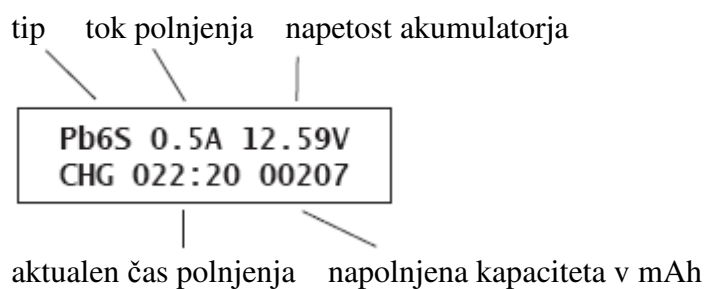 tip tok polnjenja napetost akumulatorja
Pb6S 0.5A 12.59V
CHG 022:20 00207
aktualen čas polnjenja napolnjena kapaciteta v mAh